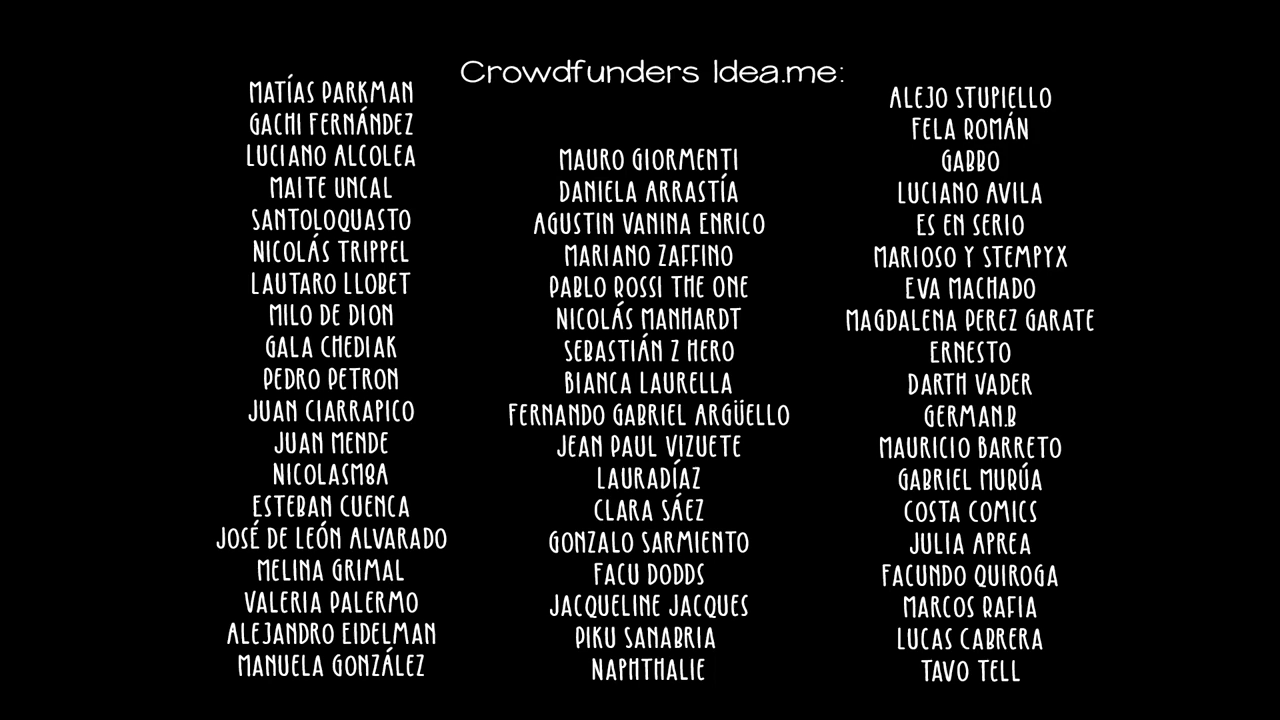 Crowdfunders Idea.me:
MATÍAS PARKMAN
GACHI FERNÁNDEZ
LUCIANO ALCOLEA
MAITE UNCAL
SANTOLOQUASTO
NICOLÁS TRIPPEL
LAUTARO LLOBET
MILO DE DION
GALA CHEDIAK
PEDRO PETRON
JUAN CIARRAPICO
JUAN MENDE
NICOLASM8A
ESTEBAN CUENCA
JOSÉ DE LEÓN ALVARADO
MELINA GRIMAL
VALERIA PALERMO
ALEJANDRO EIDELMAN
MANUELA GONZÁLEZ
MAURO GIORMENTI
DANIELA ARRASTÍA
AGUSTIN VANINA ENRICO
MARIANO ZAFFINO
PABLO ROSSI THE ONE
NICOLÁS MANHARDT
SEBASTIÁN Z HERO
BIANCA LAURELLA
FERNANDO GABRIEL ARGÜELLO
JEAN PAUL VIZUETE
LAURADÍAZ
CLARA SÁEZ
GONZALO SARMIENTO
FACU DODDS
JACQUELINE JACQUES
PIKU SANABRIA
NAPHTHALIE
ALEJO STUPIELLO
FELA ROMÁN
GABBO
LUCIANO AVILA
ES EN SERIO
MARIOSO Y STEMPYX
EVA MACHADO
MAGDALENA PEREZ GARATE
ERNESTO
DARTH VADER
GERMAN.B
MAURICIO BARRETO
GABRIEL MURÚA
COSTA COMICS
JULIA APREA
FACUNDO QUIROGA
MARCOS RAFIA
LUCAS CABRERA
TAVO TELL